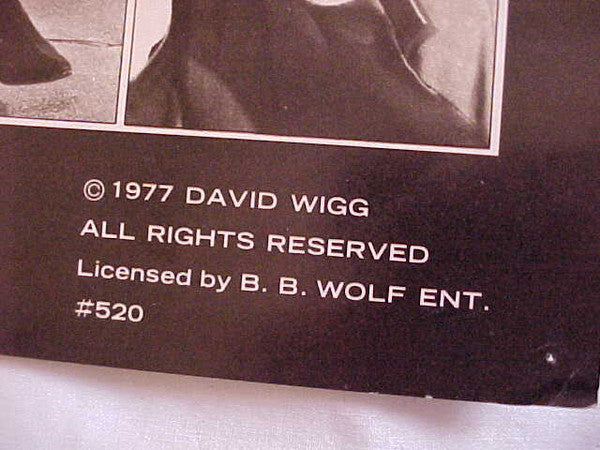 © 1977 DAVID WIGG
ALL RIGHTS RESERVED
Licensed by B. B. WOLF ENT.
#520